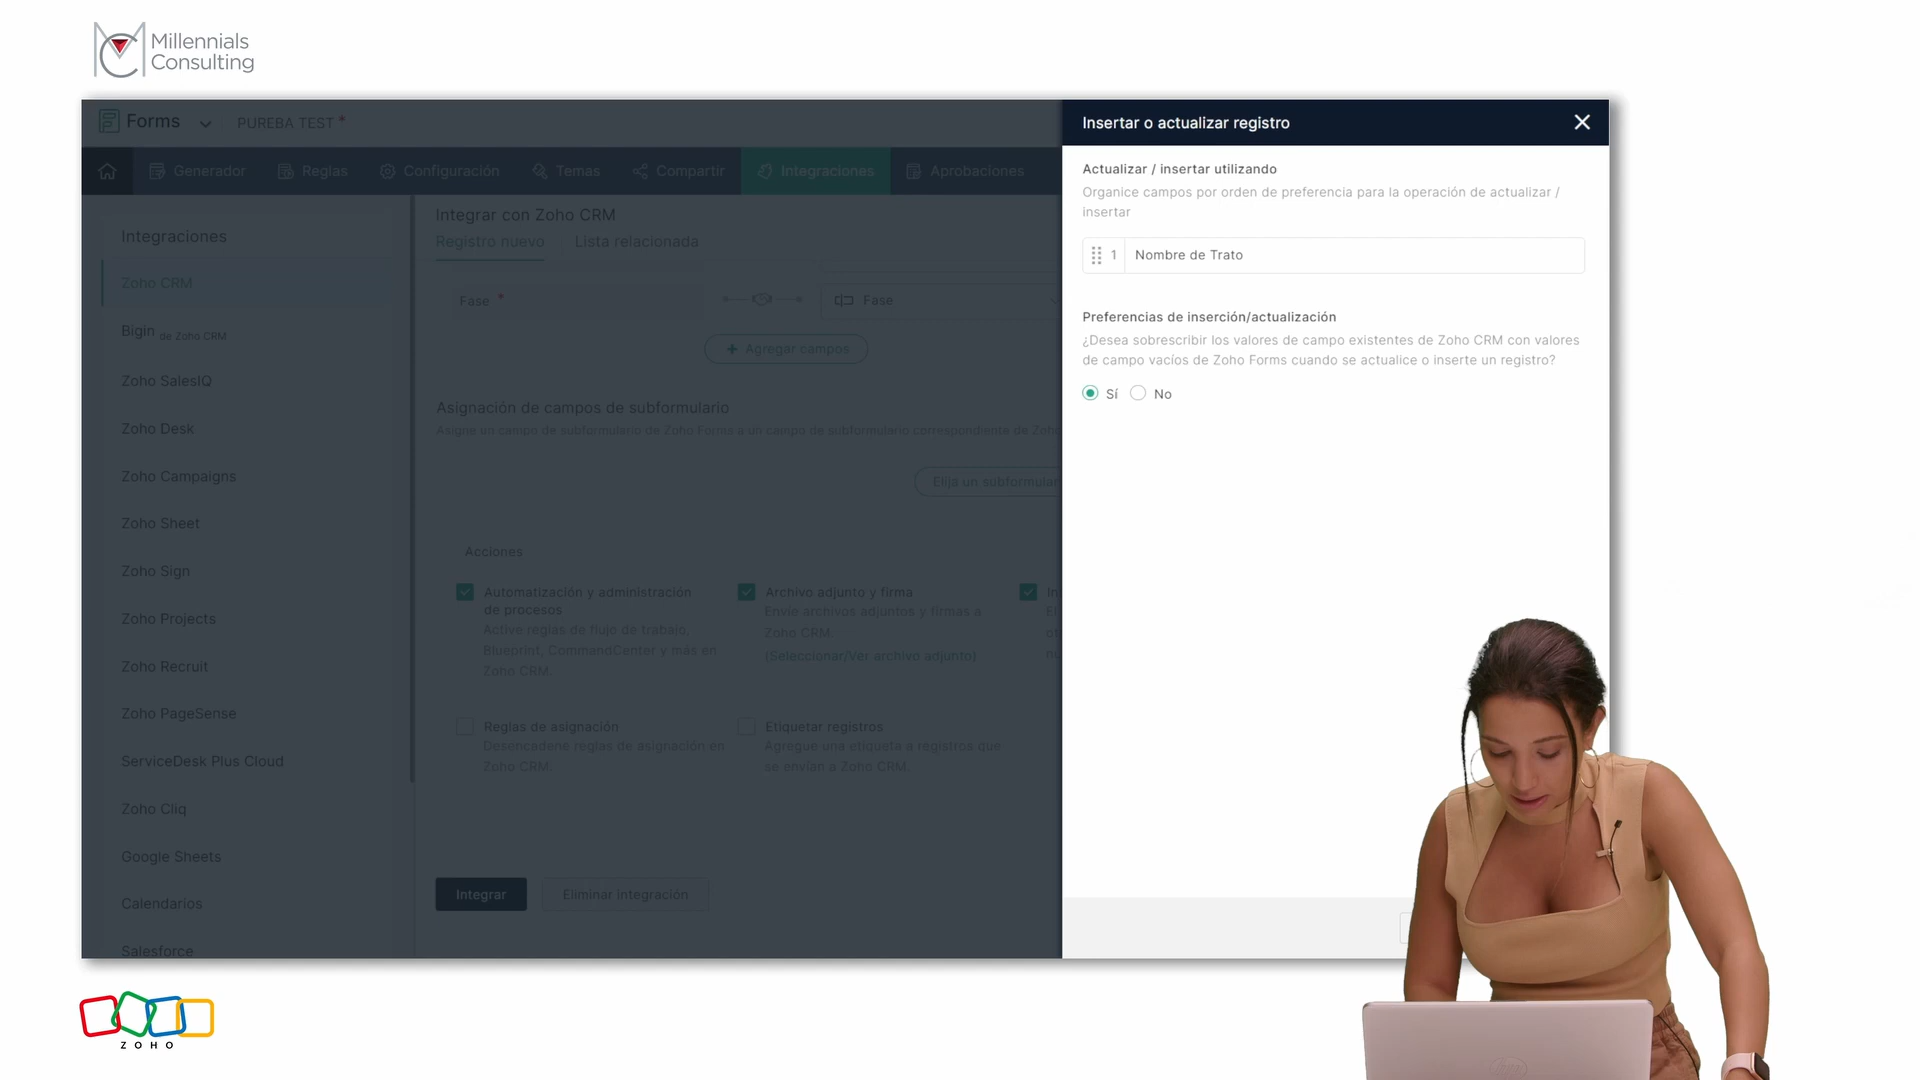 Millennials
Consulting
Forms
PUREBA TEST *
Insertar o actualizar registro
Generador
Reglas
Configuración
Temas
Compartir
Integraciones
Aprobaciones
Integraciones
Zoho CRM
Bigin de Zoho CRM
Zoho SalesIQ
Zoho Desk
Zoho Campaigns
Zoho Sheet
Zoho Sign
Zoho Projects
Zoho Recruit
Zoho PageSense
ServiceDesk Plus Cloud
Zoho Cliq
Google Sheets
Calendarios
Salesforce
Integrar con Zoho CRM
Registro nuevo
Lista relacionada
Fase *
Fase
+ Agregar campos
Asignación de campos de subformulario
Asigne un campo de subformulario de Zoho Forms a un campo de subformulario correspondiente de Zoho
Elija un subformular
Acciones
Automatización y administración
de procesos
Active reglas de flujo de trabajo,
Blueprint, CommandCenter y más en
Zoho CRM.
Archivo adjunto y firma
Envíe archivos adjuntos y firmas a
Zoho CRM.
(Seleccionar/Ver archivo adjunto)
Reglas de asignación
Desencadene reglas de asignación en
Zoho CRM.
Etiquetar registros
Agregue una etiqueta a registros que
se envían a Zoho CRM.
Integrar
Eliminar integración
Actualizar / insertar utilizando
Organice campos por orden de preferencia para la operación de actualizar /
insertar
1 Nombre de Trato
Preferencias de inserción/actualización
¿Desea sobrescribir los valores de campo existentes de Zoho CRM con valores
de campo vacíos de Zoho Forms cuando se actualice o inserte un registro?
Sí
No
ZOHO